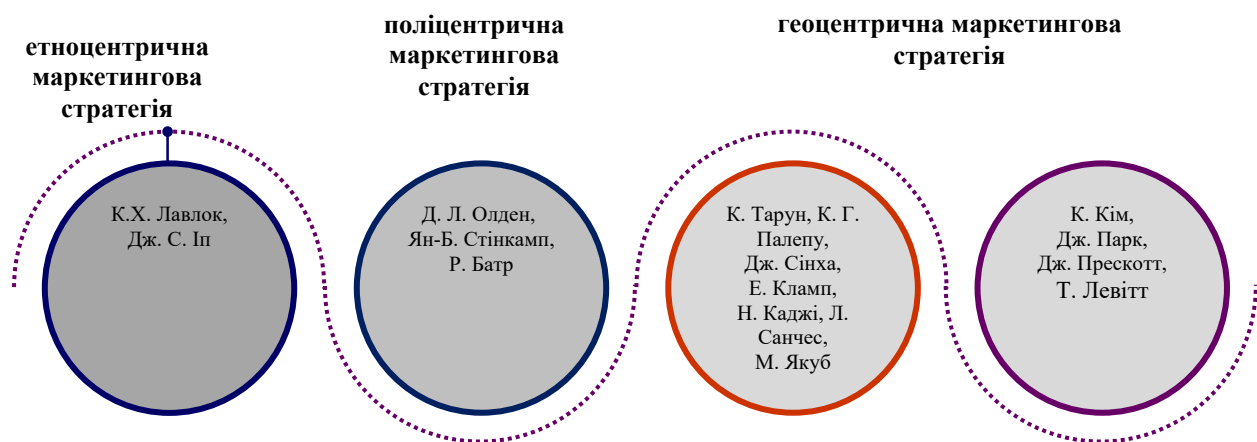 етноцентрична
маркетингова
стратегія
поліцентрична
маркетингова
стратегія
геоцентрична маркетингова
стратегія
К.Х. Лавлок,
Дж. С. Іп
Д. Л. Олден,
Ян-Б. Стінкамп,
Р. Батр
К. Тарун, К. Г.
Палепу,
Дж. Сінха,
Е. Кламп,
Н. Каджі, Л.
Санчес,
М. Якуб
К. Кім,
Дж. Парк,
Дж. Прескотт,
Т. Левітт